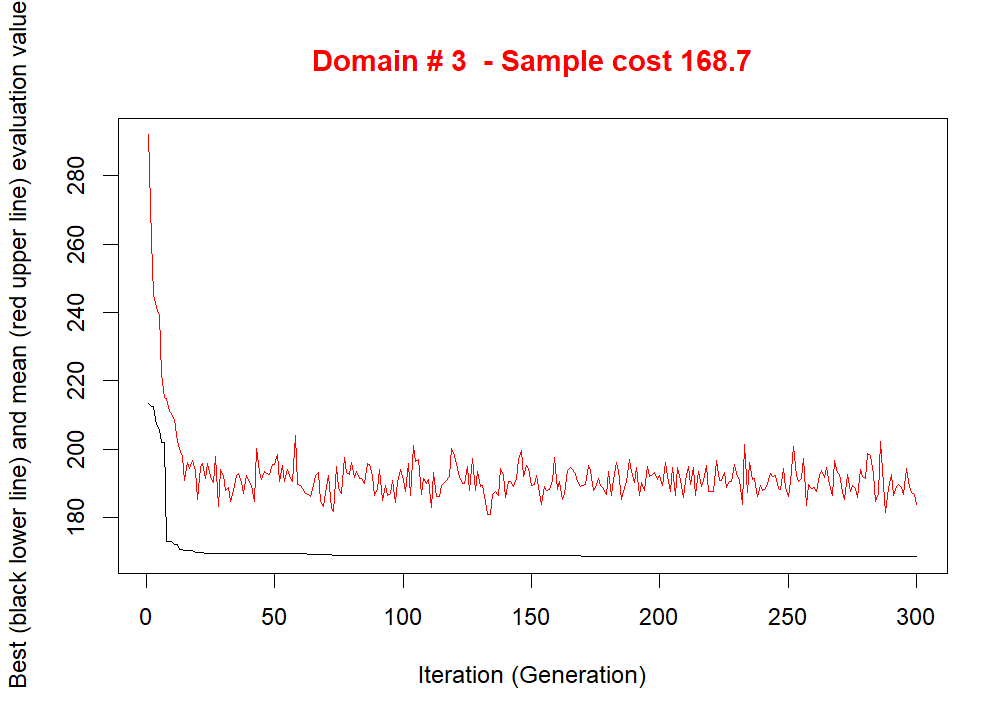 Domain # 3  - Sample cost 168.7
Best (black lower line) and mean (red upper line) evaluation value
280
260
240
220
200
180
0 50 100 150 200 250 300
Iteration (Generation)